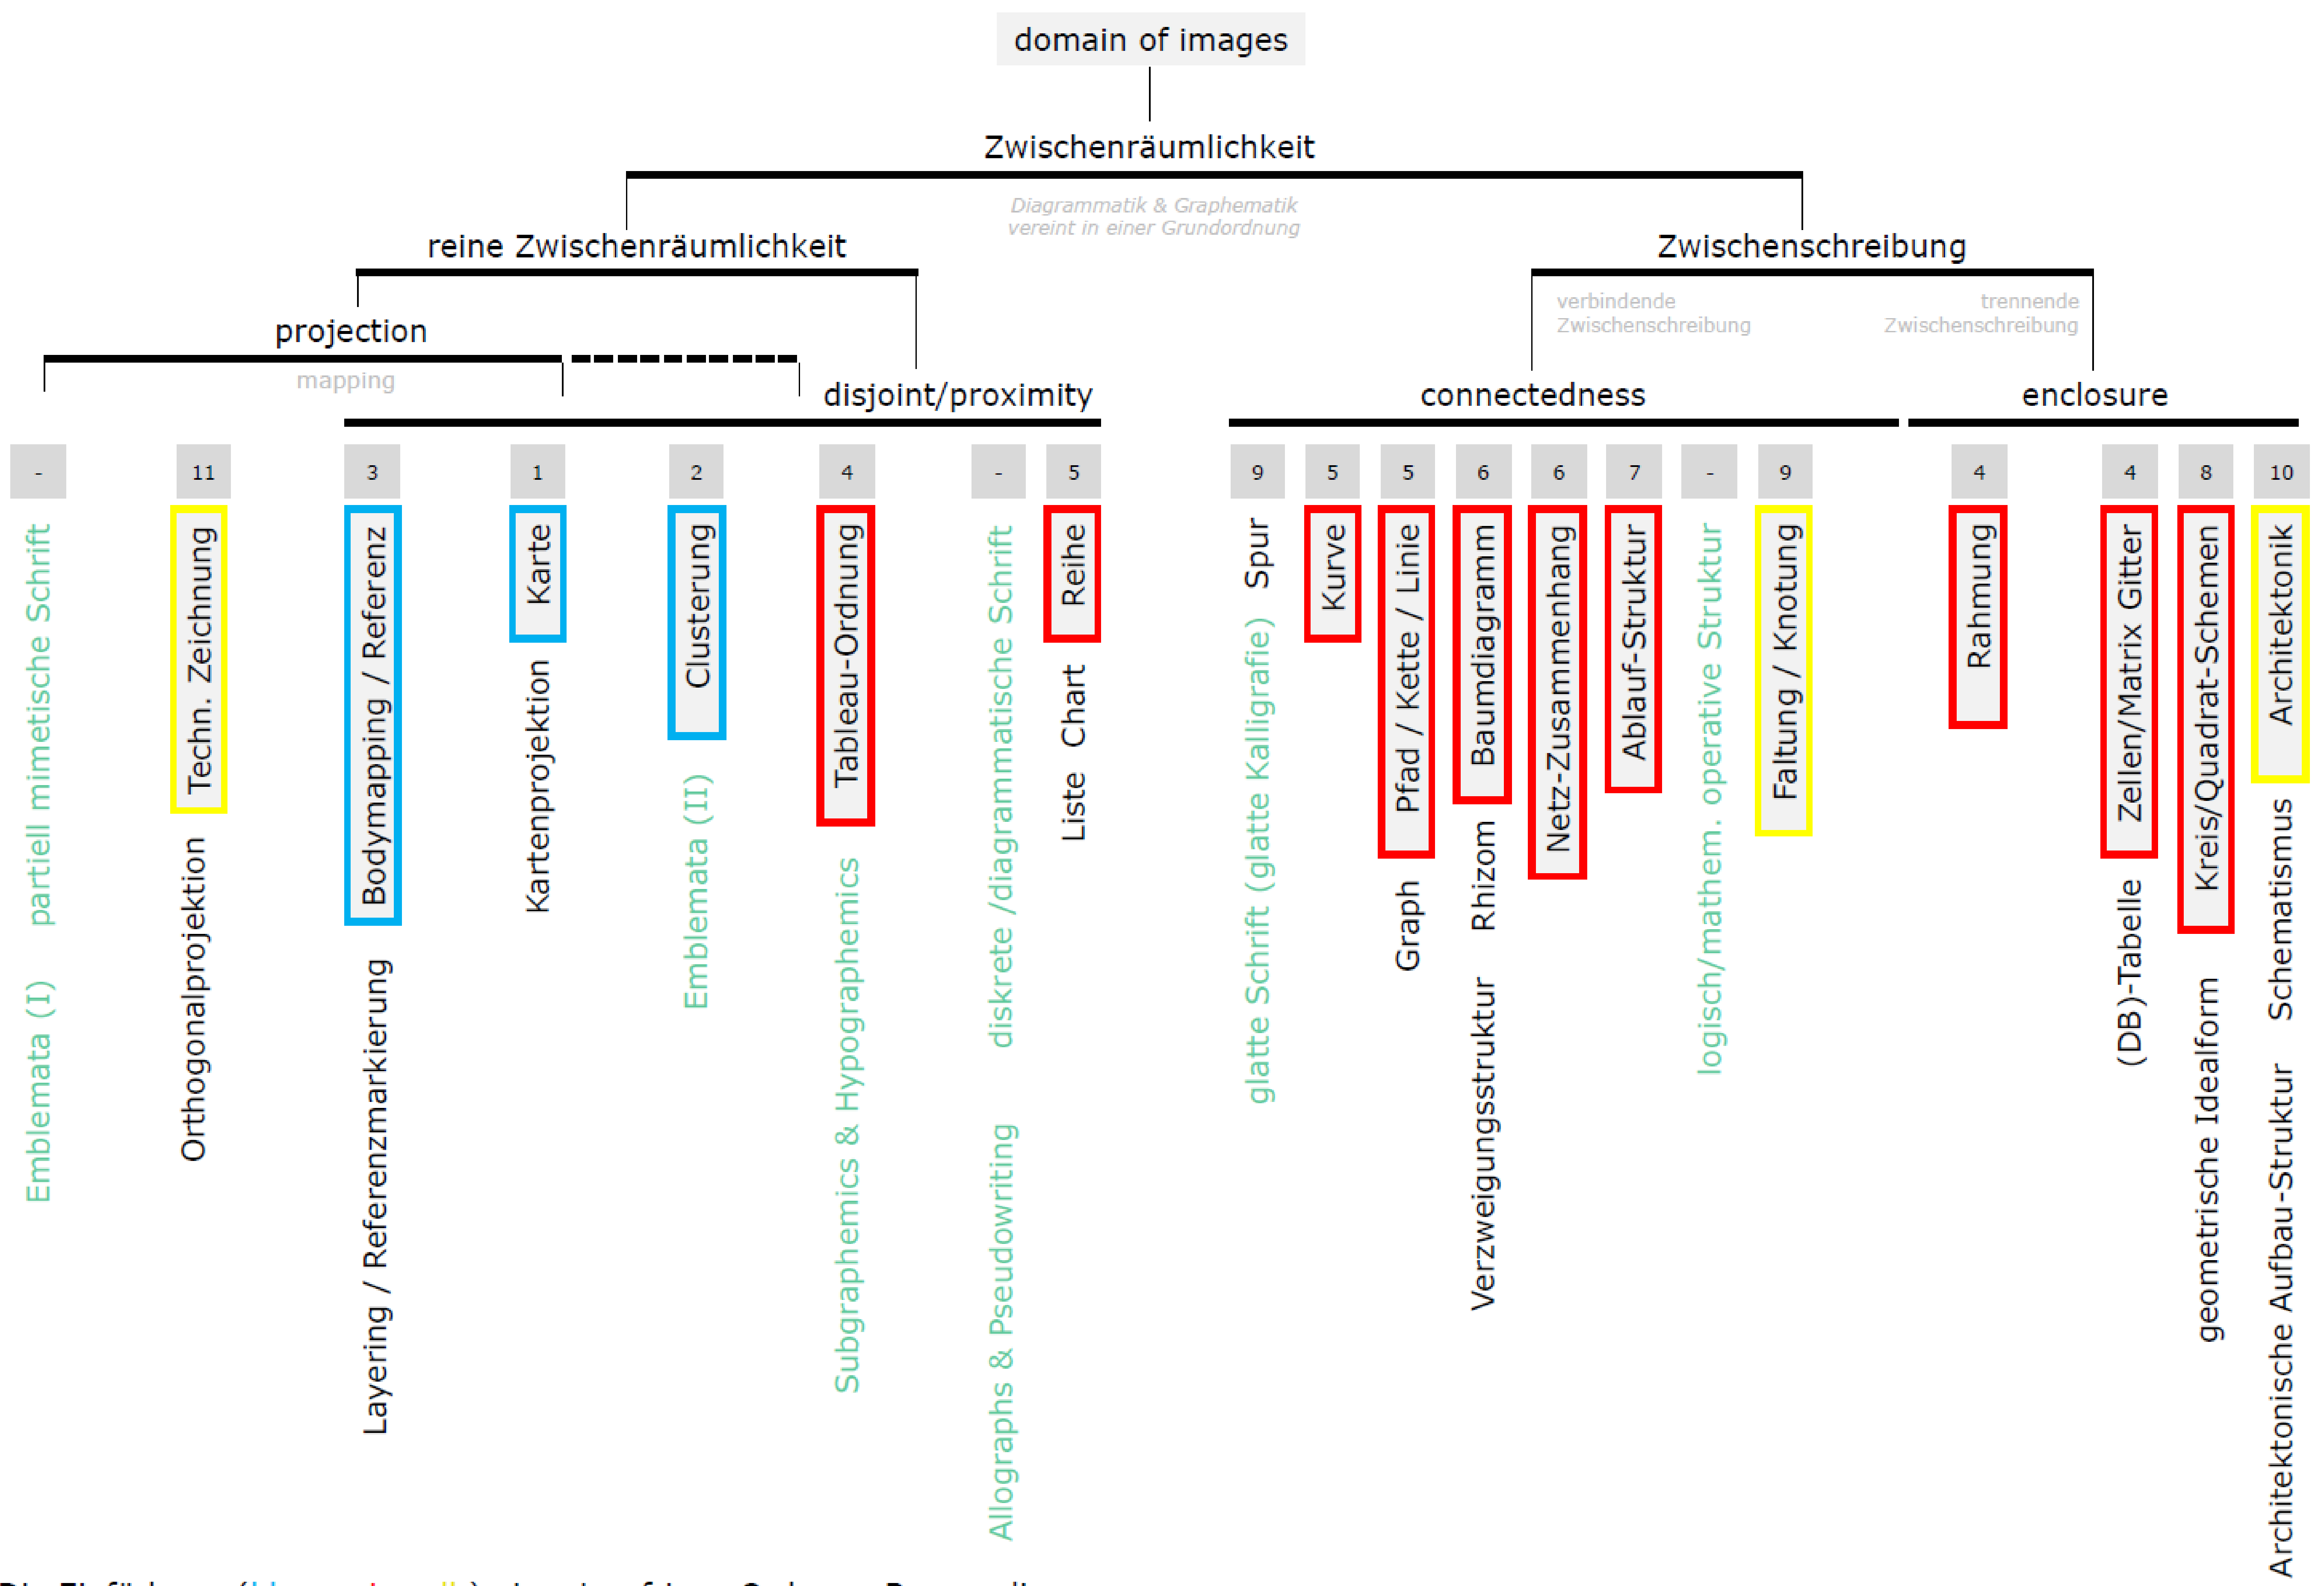 domain of images
Zwischenräumlichkeit
Diagrammatik & Graphematik
vereint in einer Grundordnung
reine Zwischenräumlichkeit
Zwischenschreibung
verbindende
Zwischenschreibung
trennende
Zwischenschreibung
projection
mapping
disjoint/proximity
connectedness
enclosure
-
Emblemata (I) partiell mimetische Schrift
11
Techn. Zeichnung
Orthogonalprojektion
3
Bodymapping / Referenz
Layering / Referenzmarkierung
1
Karte
Kartenprojektion
2
Clusterung
Emblemata (II)
4
Tableau-Ordnung
Subgraphemics & Hypographemics
-
Allographs & Pseudowriting diskrete /diagrammatische Schrift
5
Reihe
Liste Chart
9
glatte Schrift (glatte Kalligrafie) Spur
5
Kurve
5
Pfad / Kette / Linie
Graph
6
Baumdiagramm
Verzweigungsstruktur Rhizom
6
Netz-Zusammenhang
7
Ablauf-Struktur
-
logisch/mathem. operative Struktur
9
Faltung / Knotung
4
Rahmung
4
Zellen/Matrix Gitter
(DB)-Tabelle
8
Kreis/Quadrat-Schemen
geometrische Idealform
10
Architektonik
Architektonische Aufbau-Struktur Schematismus